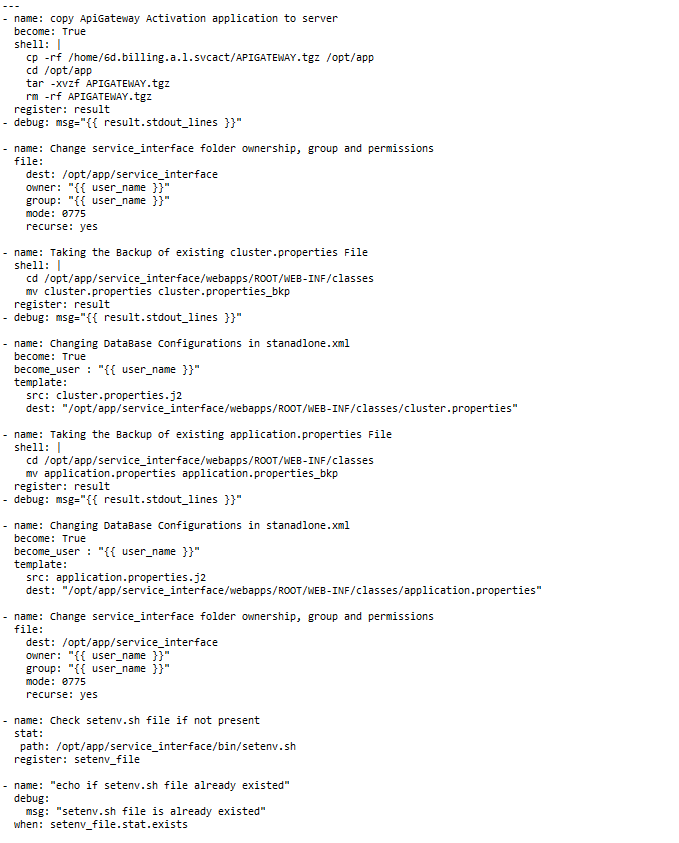 ---
- name: copy ApiGateway Activation application to server
  become: True
  shell: |
    cp -rf /home/6d.billing.a.l.svcact/APIGATEWAY.tgz /opt/app
    cd /opt/app
    tar -xvzf APIGATEWAY.tgz
    rm -rf APIGATEWAY.tgz
  register: result
- debug: msg="{{ result.stdout_lines }}"

- name: Change service_interface folder ownership, group and permissions
  file:
    dest: /opt/app/service_interface
    owner: "{{ user_name }}"
    group: "{{ user_name }}"
    mode: 0775
    recurse: yes

- name: Taking the Backup of existing cluster.properties File
  shell: |
    cd /opt/app/service_interface/webapps/ROOT/WEB-INF/classes
    mv cluster.properties cluster.properties_bkp
  register: result
- debug: msg="{{ result.stdout_lines }}"

- name: Changing DataBase Configurations in stanadlone.xml
  become: True
  become_user : "{{ user_name }}"
  template:
    src: cluster.properties.j2
    dest: "/opt/app/service_interface/webapps/ROOT/WEB-INF/classes/cluster.properties"

- name: Taking the Backup of existing application.properties File
  shell: |
    cd /opt/app/service_interface/webapps/ROOT/WEB-INF/classes
    mv application.properties application.properties_bkp
  register: result
- debug: msg="{{ result.stdout_lines }}"

- name: Changing DataBase Configurations in stanadlone.xml
  become: True
  become_user : "{{ user_name }}"
  template:
    src: application.properties.j2
    dest: "/opt/app/service_interface/webapps/ROOT/WEB-INF/classes/application.properties"

- name: Change service_interface folder ownership, group and permissions
  file:
    dest: /opt/app/service_interface
    owner: "{{ user_name }}"
    group: "{{ user_name }}"
    mode: 0775
    recurse: yes

- name: Check setenv.sh file if not present
  stat:
   path: /opt/app/service_interface/bin/setenv.sh
  register: setenv_file

- name: "echo if setenv.sh file already existed"
  debug:
    msg: "setenv.sh file is already existed"
  when: setenv_file.stat.exists